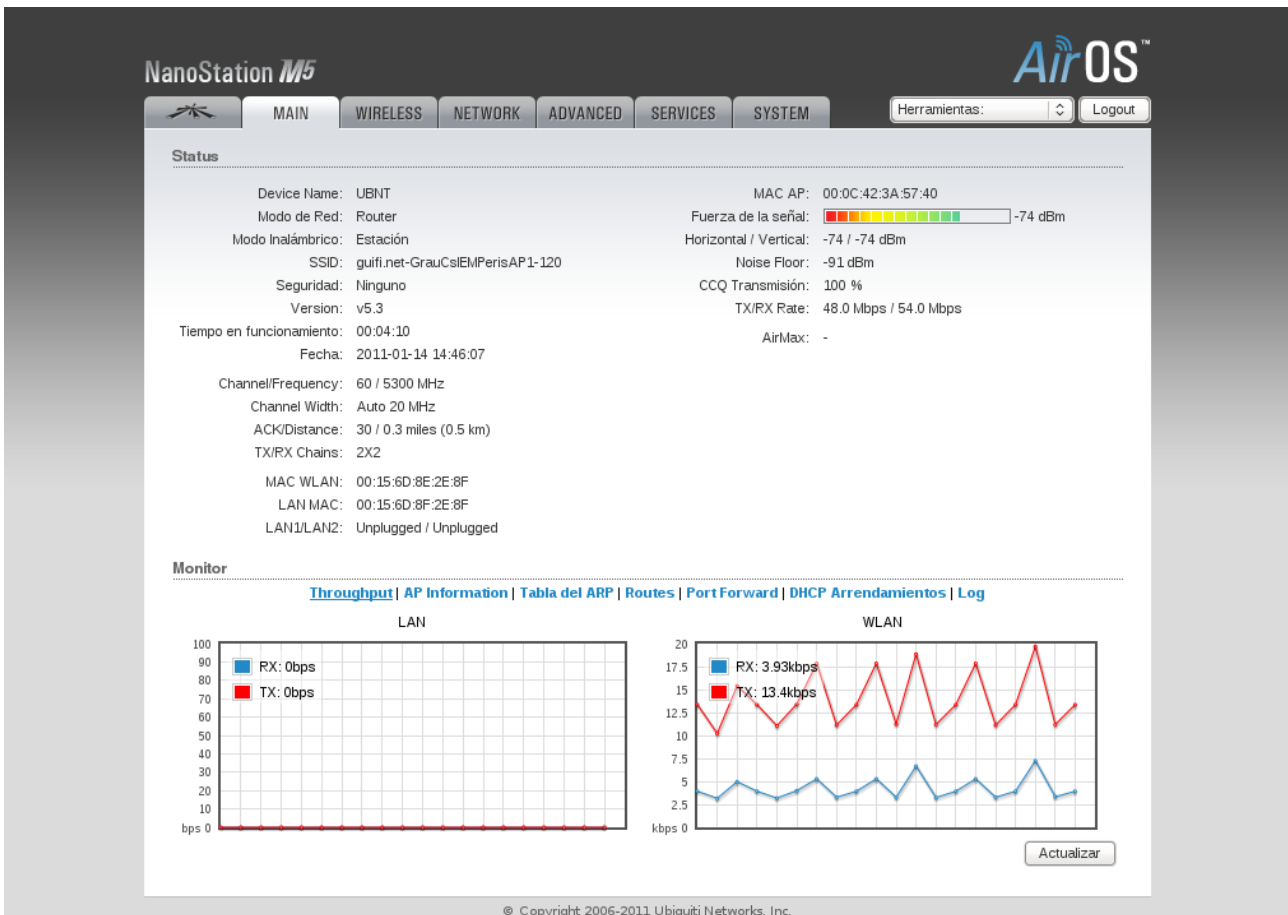 NanoStation M5
AirOS™
MAIN
WIRELESS
NETWORK
ADVANCED
SERVICES
SYSTEM
Herramientas:
Logout
Status
Device Name: UBNT
Modo de Red: Router
Modo Inalámbrico: Estación
SSID: guifi.net-GrauCslEMPerisAP1-120
Seguridad: Ninguno
Version: v5.3
Tiempo en funcionamiento: 00:04:10
Fecha: 2011-01-14 14:46:07
Channel/Frequency: 60 / 5300 MHz
Channel Width: Auto 20 MHz
ACK/Distance: 30 / 0.3 miles (0.5 km)
TX/RX Chains: 2X2
MAC WLAN: 00:15:6D:8E:2E:8F
LAN MAC: 00:15:6D:8F:2E:8F
LAN1/LAN2: Unplugged / Unplugged
MAC AP: 00:0C:42:3A:57:40
Fuerza de la señal: -74 dBm
Horizontal / Vertical: -74 / -74 dBm
Noise Floor: -91 dBm
CCQ Transmisión: 100 %
TX/RX Rate: 48.0 Mbps / 54.0 Mbps
AirMax: -
Monitor
Throughput | AP Information | Tabla del ARP | Routes | Port Forward | DHCP Arrendamientos | Log
LAN
100
90
80
70
60
50
40
30
20
10
bps 0
RX: 0bps
TX: 0bps
WLAN
20
17.5
15
12.5
10
7.5
5
2.5
kbps 0
RX: 3.93kbps
TX: 13.4kbps
Actualizar
© Copyright 2006-2011 Ubiquiti Networks, Inc.